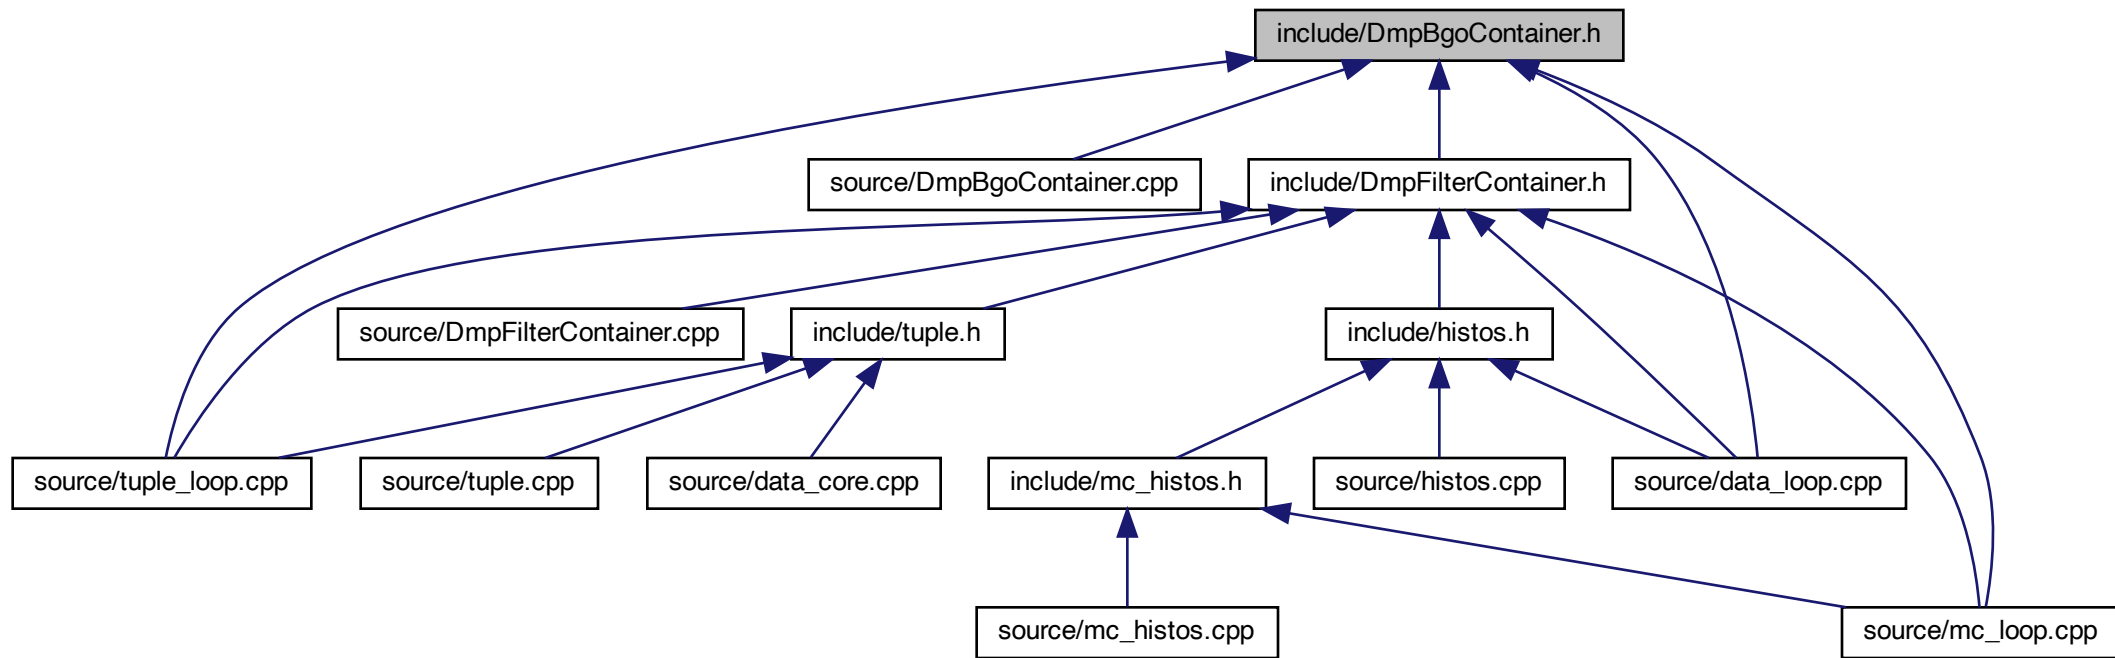 include/DmpBgoContainer.h
source/DmpBgoContainer.cpp
include/DmpFilterContainer.h
source/DmpFilterContainer.cpp
include/tuple.h
include/histos.h
source/tuple_loop.cpp
source/tuple.cpp
source/data_core.cpp
include/mc_histos.h
source/histos.cpp
source/data_loop.cpp
source/mc_histos.cpp
source/mc_loop.cpp